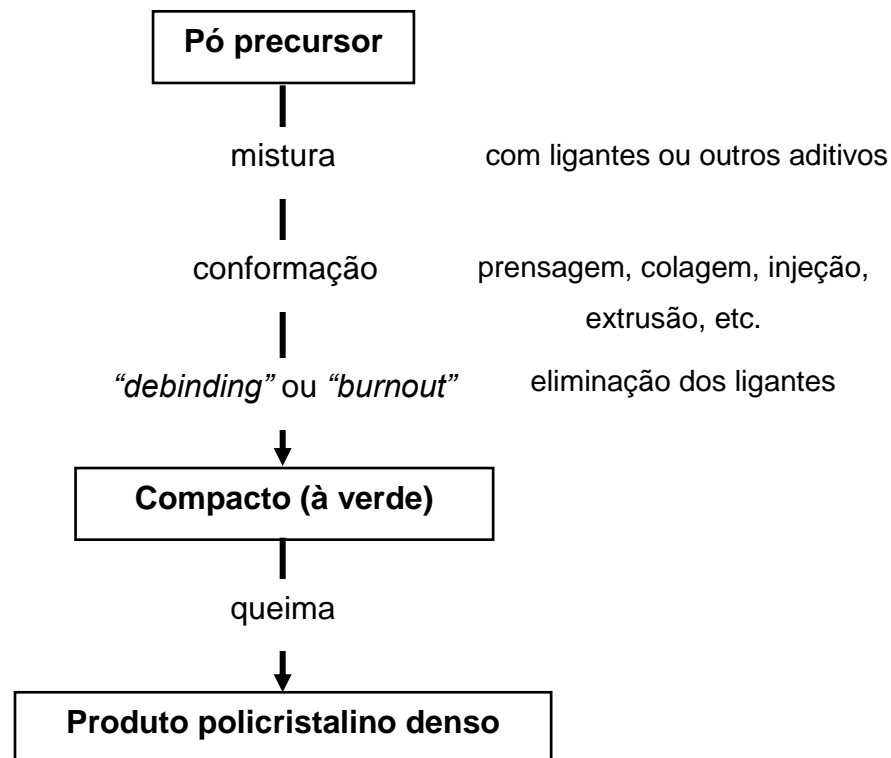 Pó precursor
mistura
com ligantes ou outros aditivos
conformação
prensagem, colagem, injeção,
extrusão, etc.
“debinding” ou “burnout”
eliminação dos ligantes
Compacto (à verde)
queima
Produto policristalino denso